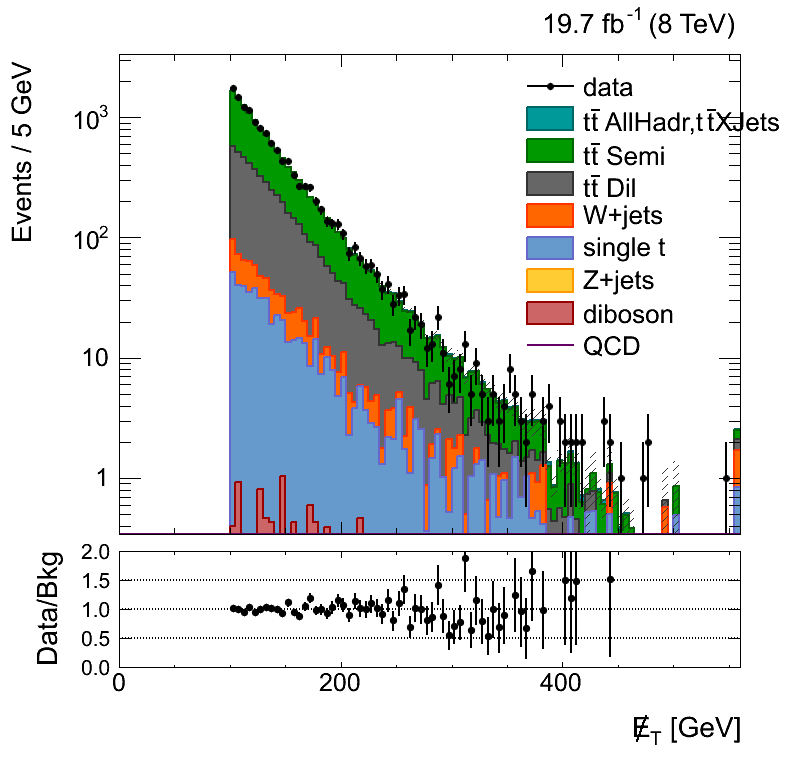 19.7 fb⁻¹ (8 TeV)
Events / 5 GeV
10³
10²
10
1
data
tt̄ AllHadr,tt̄XJets
tt̄ Semi
tt̄ Dil
W+jets
single t
Z+jets
diboson
QCD
Data/Bkg
2.0
1.5
1.0
0.5
0.0
0 200 400
E̸_T [GeV]